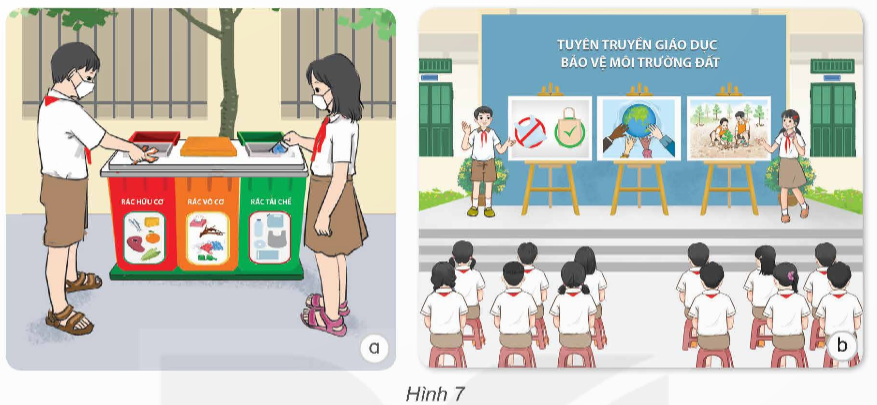 RÁC HỮU CƠ
RÁC VÔ CƠ
RÁC TÁI CHẾ
a
TUYÊN TRUYỀN GIÁO DỤC
BẢO VỆ MÔI TRƯỜNG ĐẤT
b
Hình 7